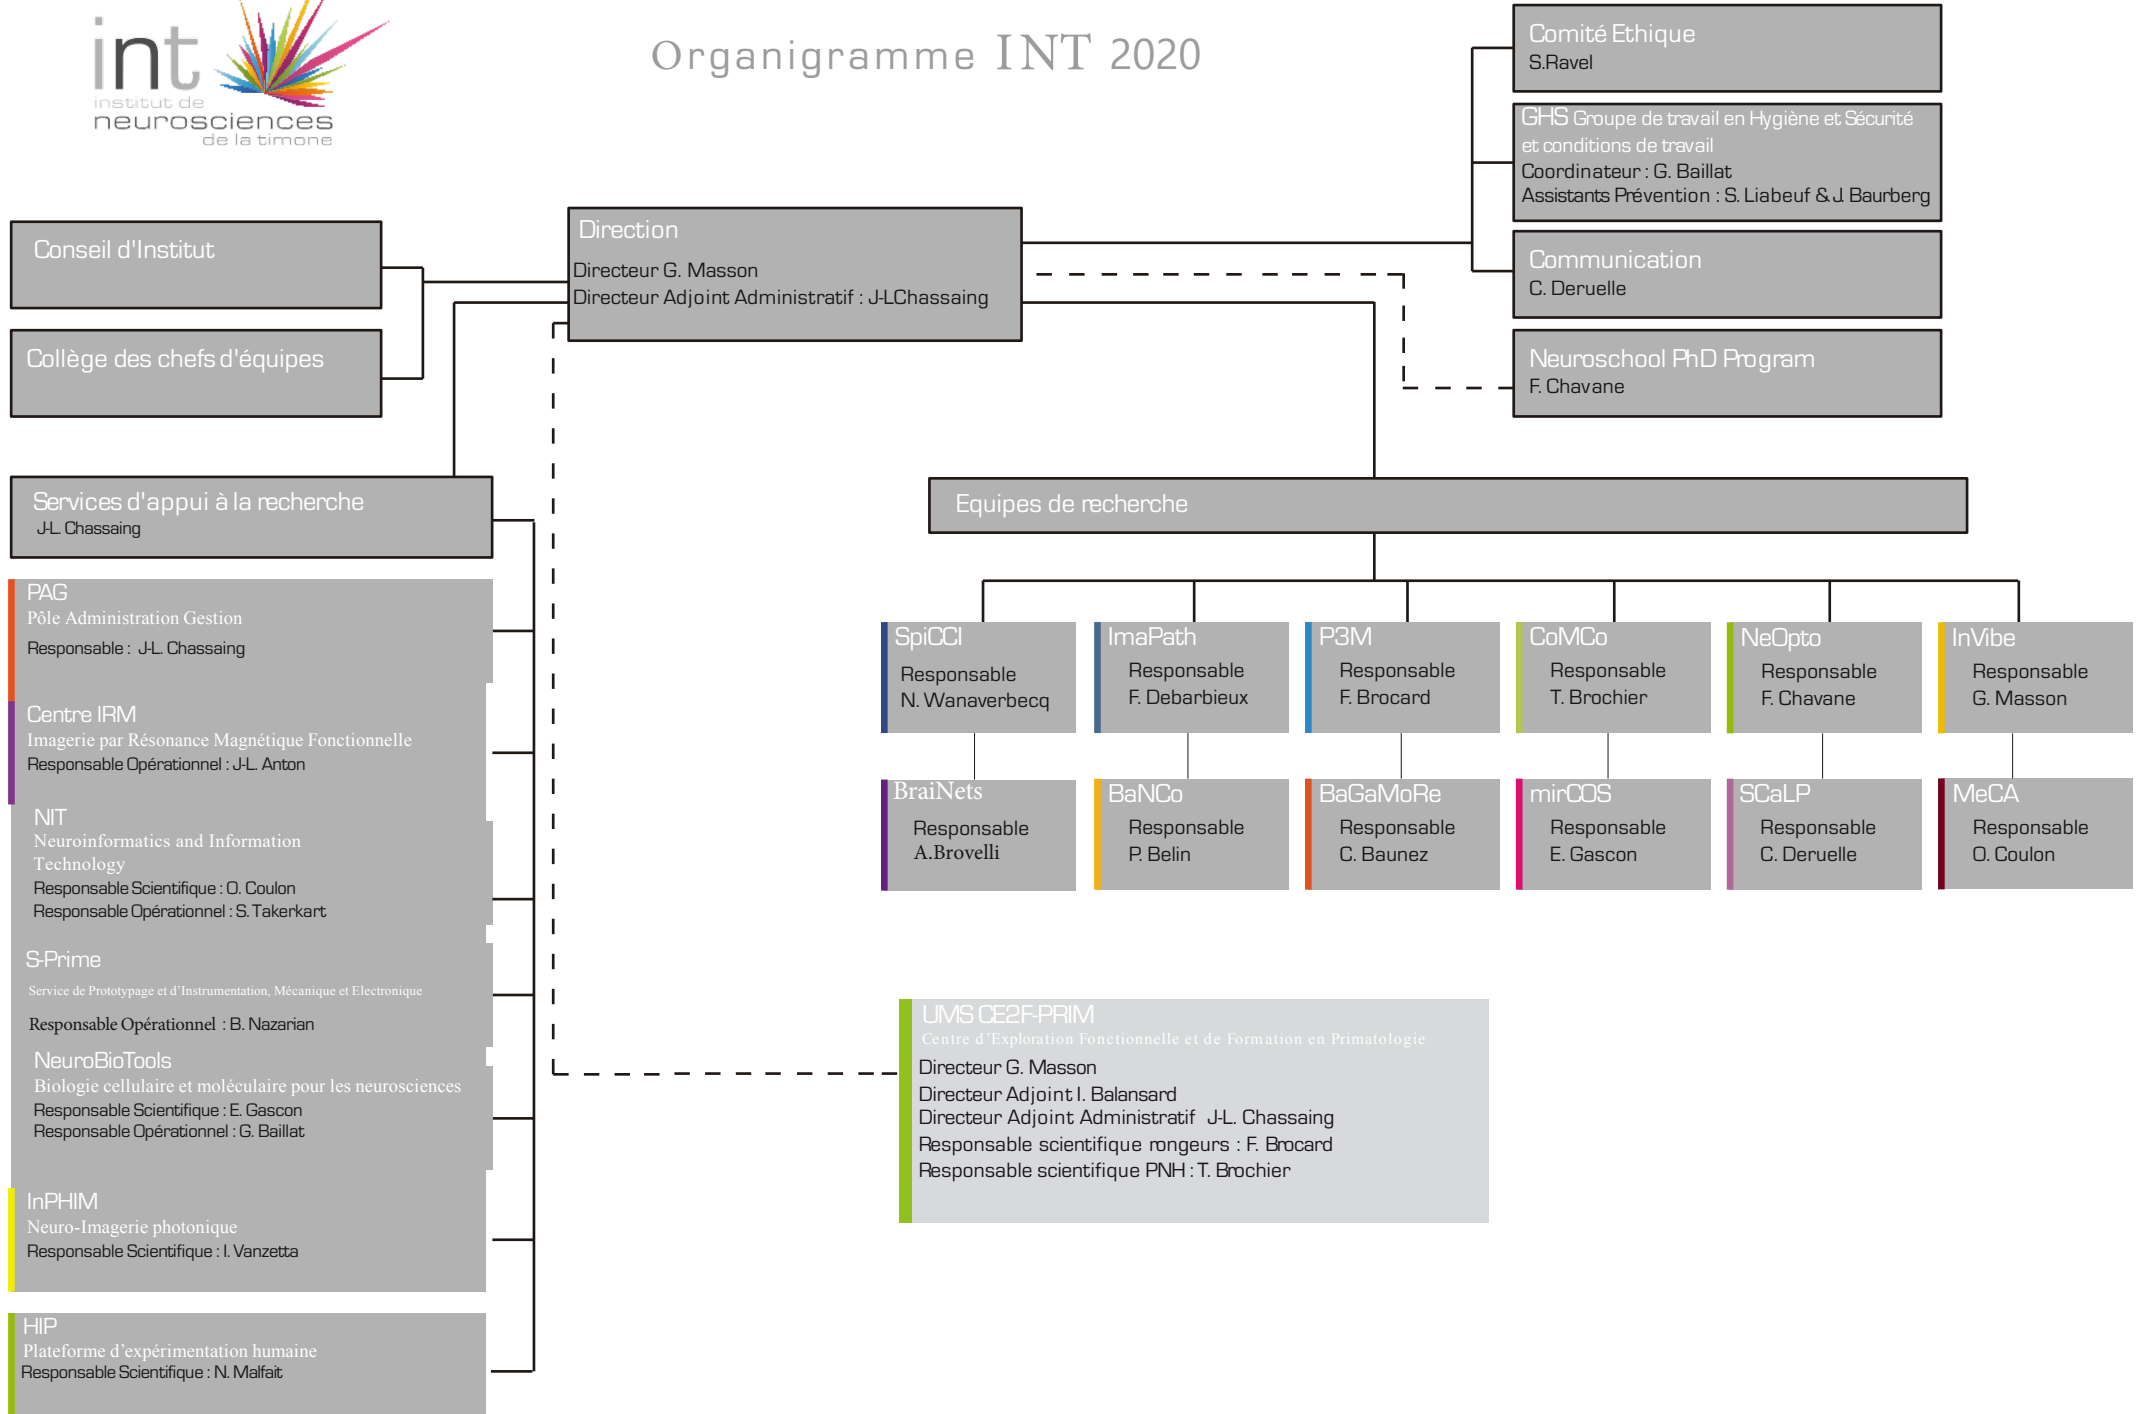 int
institut de
neurosciences
de la timone
Organigramme INT 2020
Comité Ethique
S.Ravel
GHS Groupe de travail en Hygiène et Sécurité
et conditions de travail
Coordinateur : G. Baillat
Assistants Prévention : S. Liabeuf & J. Baurberg
Communication
C. Deruelle
Neuroschool PhD Program
F. Chavane
Direction
Directeur G. Masson
Directeur Adjoint Administratif : J-LChassaing
Conseil d'Institut
Collège des chefs d'équipes
Services d'appui à la recherche
J-L. Chassaing
PAG
Pôle Administration Gestion
Responsable : J-L. Chassaing
Centre IRM
Imagerie par Résonance Magnétique Fonctionnelle
Responsable Opérationnel : J-L. Anton
NIT
Neuroinformatics and Information
Technology
Responsable Scientifique : O. Coulon
Responsable Opérationnel : S. Takerkart
S-Prime
Service de Prototypage et d'Instrumentation, Mécanique et Electronique
Responsable Opérationnel : B. Nazarian
NeuroBioTools
Biologie cellulaire et moléculaire pour les neurosciences
Responsable Scientifique : E. Gascon
Responsable Opérationnel : G. Baillat
InPHIM
Neuro-Imagerie photonique
Responsable Scientifique : I. Vanzetta
HIP
Plateforme d'expérimentation humaine
Responsable Scientifique : N. Malfait
Equipes de recherche
SpiCCI
Responsable
N. Wanaverbecq
ImaPath
Responsable
F. Debarbieux
P3M
Responsable
F. Brocard
CoMCo
Responsable
T. Brochier
NeOpto
Responsable
F. Chavane
InVibe
Responsable
G. Masson
BraiNets
Responsable
A.Brovelli
BaNCo
Responsable
P. Belin
BaGaMoRe
Responsable
C. Baunez
mirCOS
Responsable
E. Gascon
SCaLP
Responsable
C. Deruelle
MeCA
Responsable
O. Coulon
UMS CE2F-PRIM
Centre d'Exploration Fonctionnelle et de Formation en Primatologie
Directeur G. Masson
Directeur Adjoint I. Balansard
Directeur Adjoint Administratif J-L. Chassaing
Responsable scientifique rongeurs : F. Brocard
Responsable scientifique PNH : T. Brochier